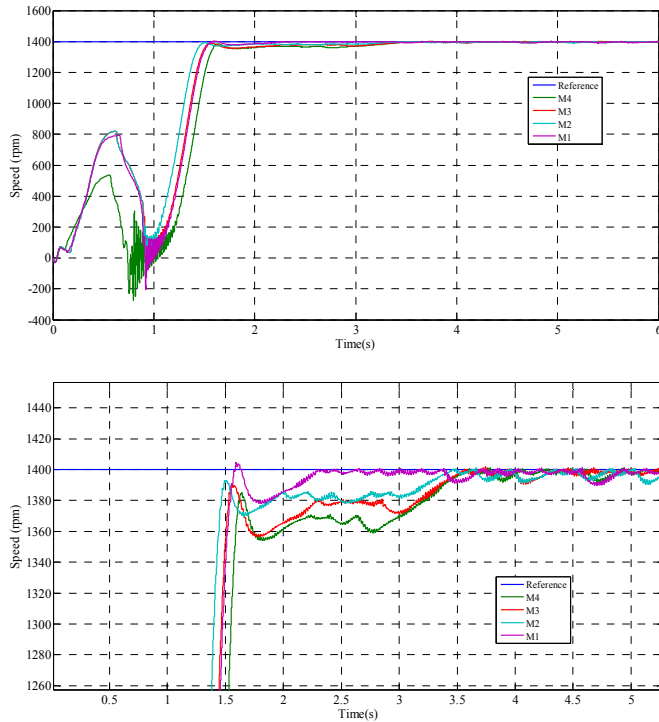 1600
1400
1200
1000
800
600
400
200
0
-200
-400
Speed (rpm)
Reference
M4
M3
M2
M1
0
1
2
3
4
5
6
Time(s)
1440
1420
1400
1380
1360
1340
1320
1300
1280
1260
Speed (rpm)
Reference
M4
M3
M2
M1
0.5
1
1.5
2
2.5
3
3.5
4
4.5
5
Time(s)